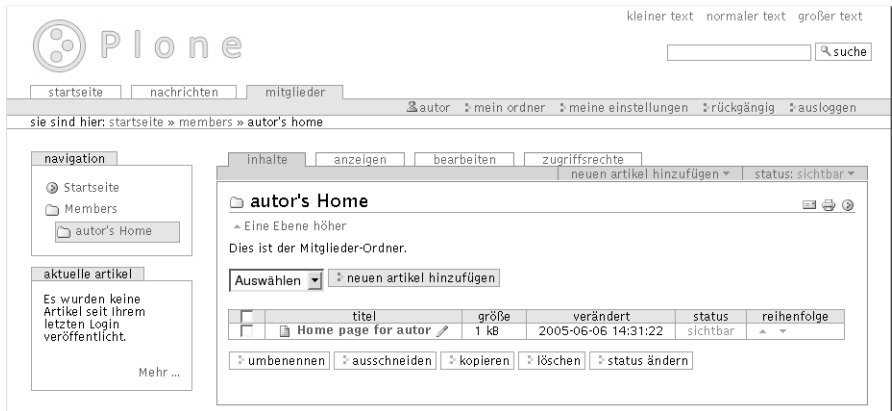 kleiner text normaler text großer text
Plone
suche
startseite nachrichten mitglieder
autor mein ordner meine einstellungen rückgängig ausloggen
sie sind hier: startseite » members » autor's home
navigation
Startseite
Members
autor's Home
aktuelle artikel
Es wurden keine
Artikel seit Ihrem
letzten Login
veröffentlicht.
Mehr ...
inhalte anzeigen bearbeiten zugriffsrechte
neuen artikel hinzufügen status: sichtbar
autor's Home
Eine Ebene höher
Dies ist der Mitglieder-Ordner.
Auswählen neuen artikel hinzufügen
titel größe verändert status reihenfolge
Home page for autor 1 kB 2005-06-06 14:31:22 sichtbar
umbenennen ausschneiden kopieren löschen status ändern